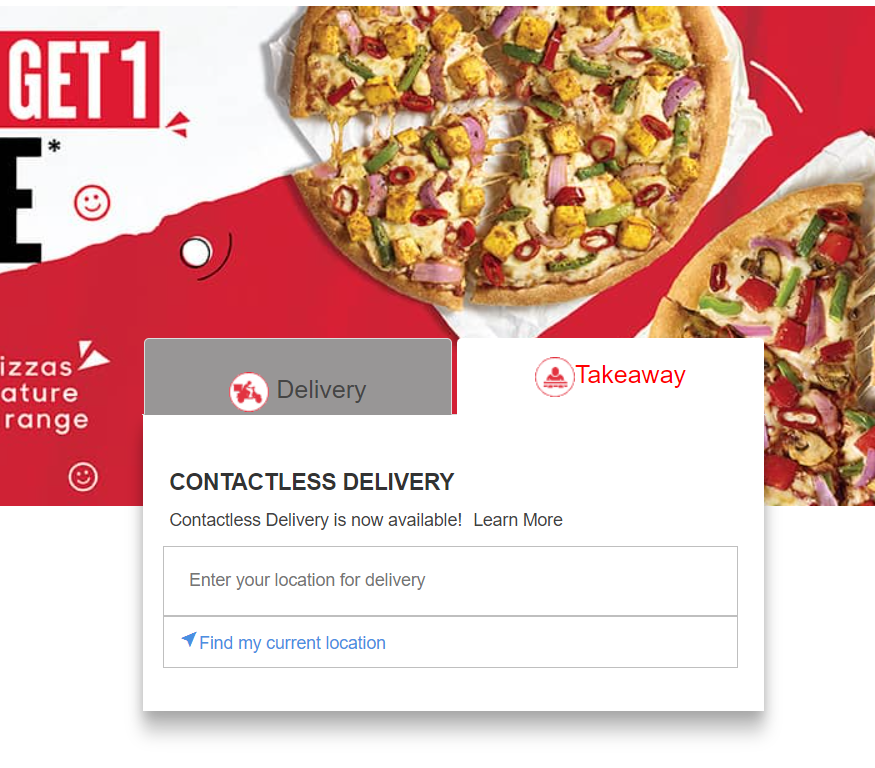 GET 1
E*
izzas
ature
range
Delivery
Takeaway
CONTACTLESS DELIVERY
Contactless Delivery is now available! Learn More
Enter your location for delivery
Find my current location